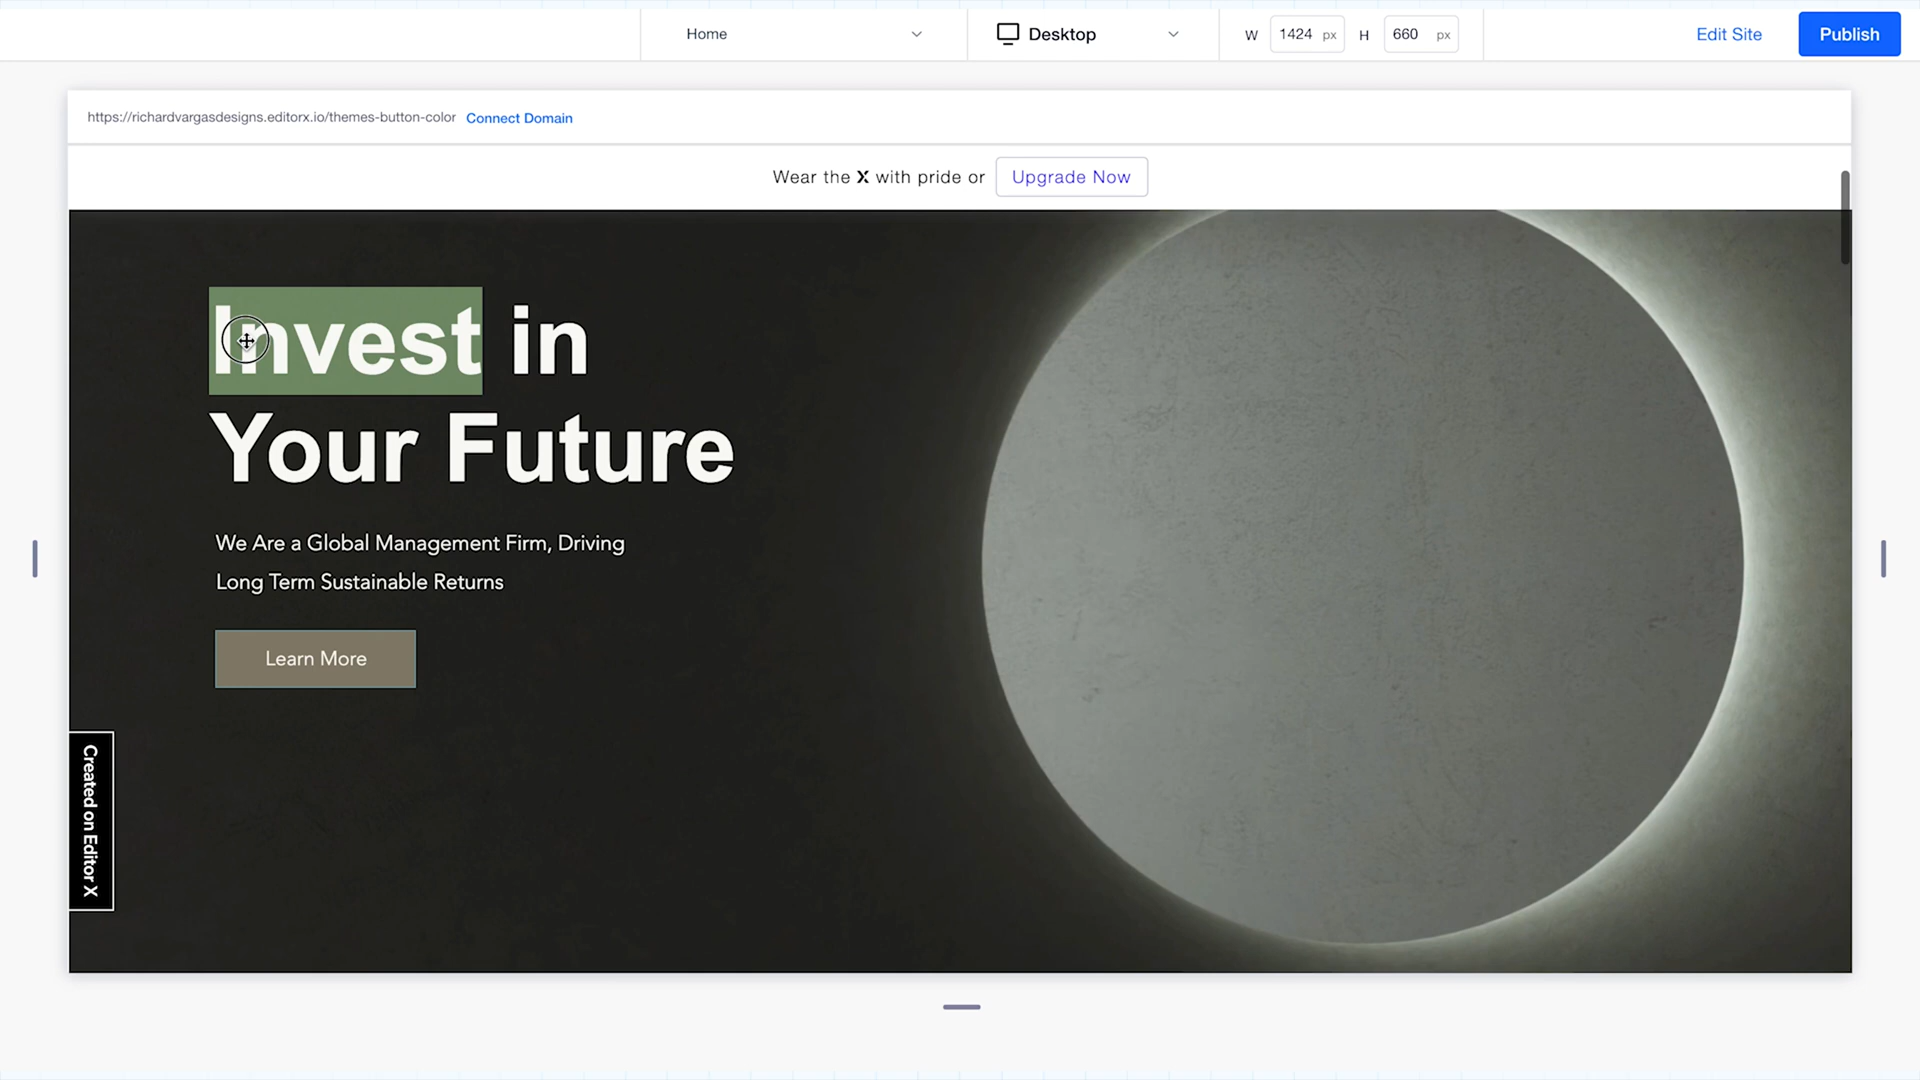 Home
Desktop
W 1424 px H 660 px
Edit Site
Publish
https://richardvargasdesigns.editorx.io/themes-button-color Connect Domain
Wear the X with pride or Upgrade Now
Invest in
Your Future
We Are a Global Management Firm, Driving
Long Term Sustainable Returns
Learn More
Created on Editor X